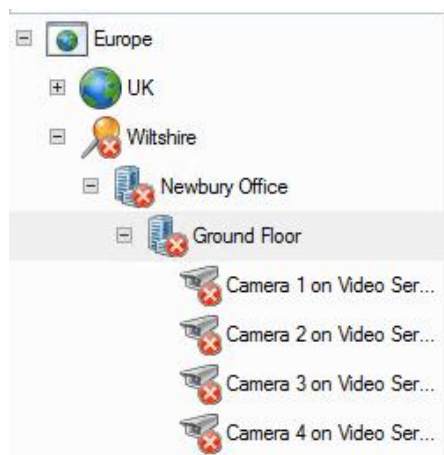 Europe
UK
Wiltshire
Newbury Office
Ground Floor
Camera 1 on Video Ser...
Camera 2 on Video Ser...
Camera 3 on Video Ser...
Camera 4 on Video Ser...